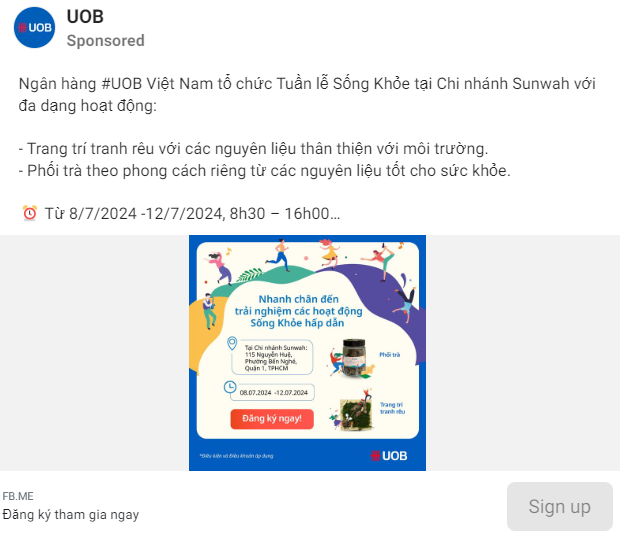 UOB
UOB
Sponsored
Ngân hàng #UOB Việt Nam tổ chức Tuần lễ Sống Khỏe tại Chi nhánh Sunwah với
đa dạng hoạt động:
- Trang trí tranh rêu với các nguyên liệu thân thiện với môi trường.
- Phối trà theo phong cách riêng từ các nguyên liệu tốt cho sức khỏe.
⏰ Từ 8/7/2024 -12/7/2024, 8h30 – 16h00...
Nhanh chân đến
trải nghiệm các hoạt động
Sống Khỏe hấp dẫn
Tại Chi nhánh Sunwah:
115 Nguyễn Huệ,
Phường Bến Nghé,
Quận 1, TPHCM
Phối trà
08.07.2024 -12.07.2024
Trang trí
tranh rêu
Đăng ký ngay!
*Điều kiện và Điều khoản áp dụng
UOB
FB.ME
Đăng ký tham gia ngay
Sign up